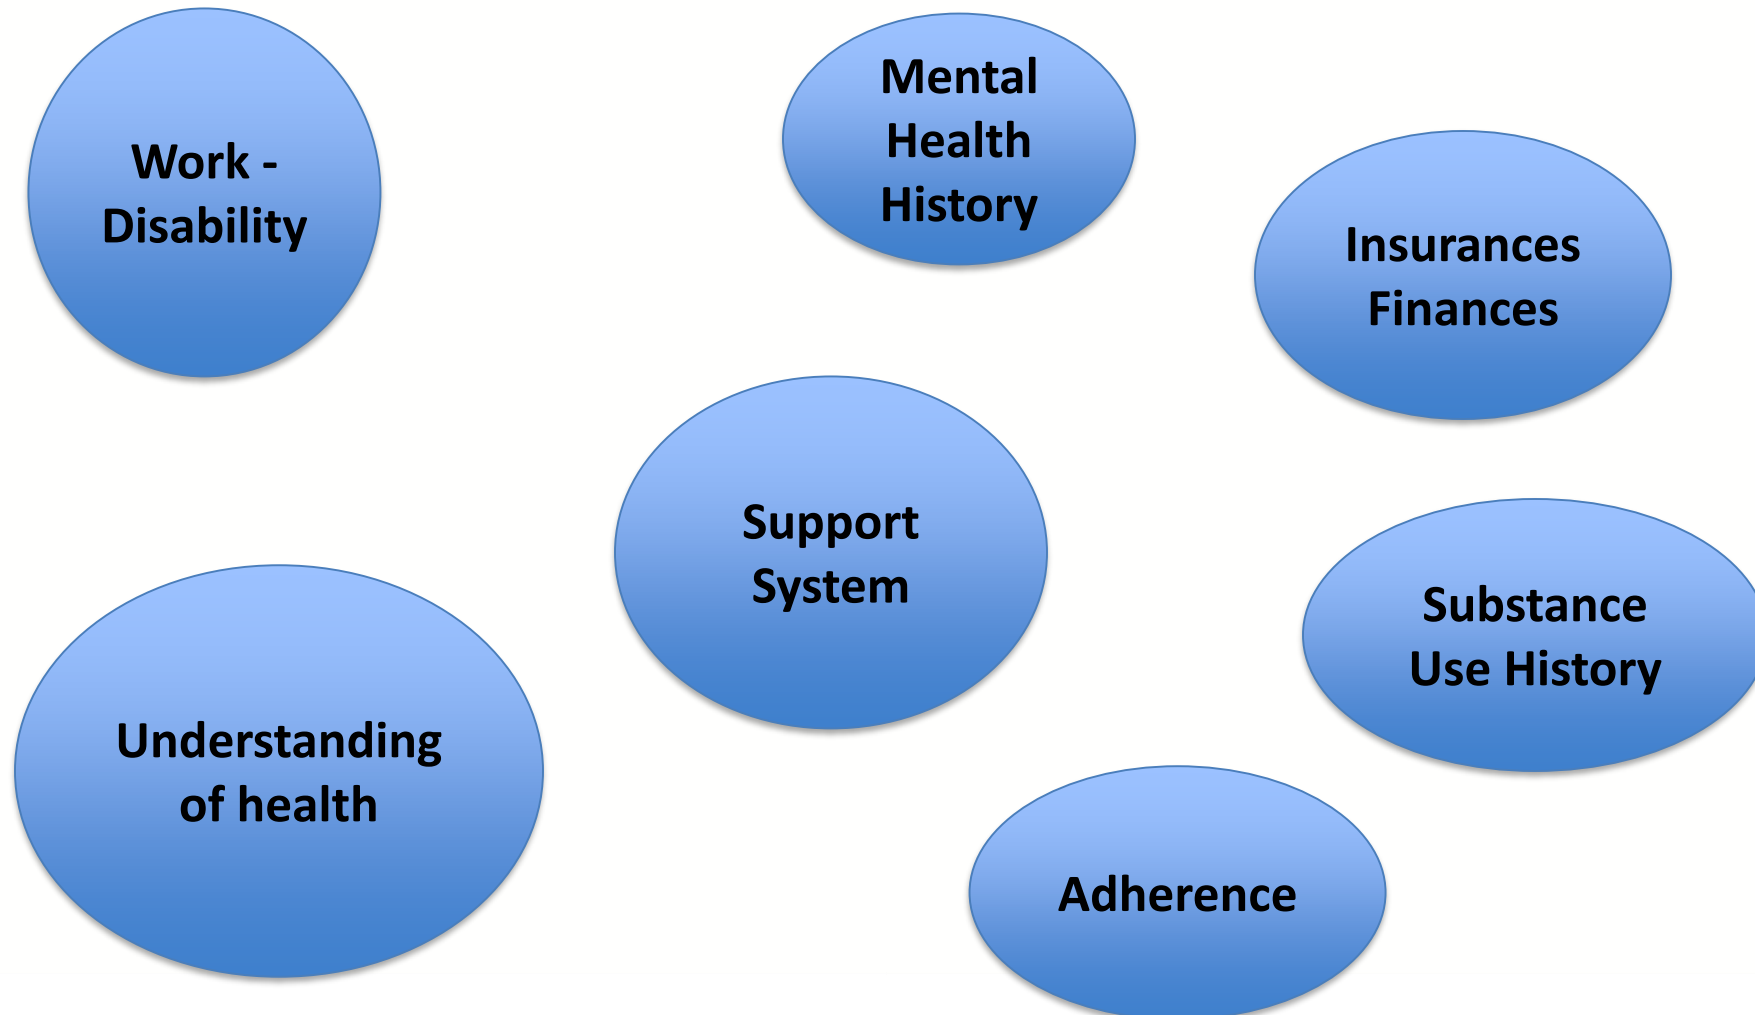 Work -
Disability
Mental
Health
History
Insurances
Finances
Support
System
Substance
Use History
Understanding
of health
Adherence